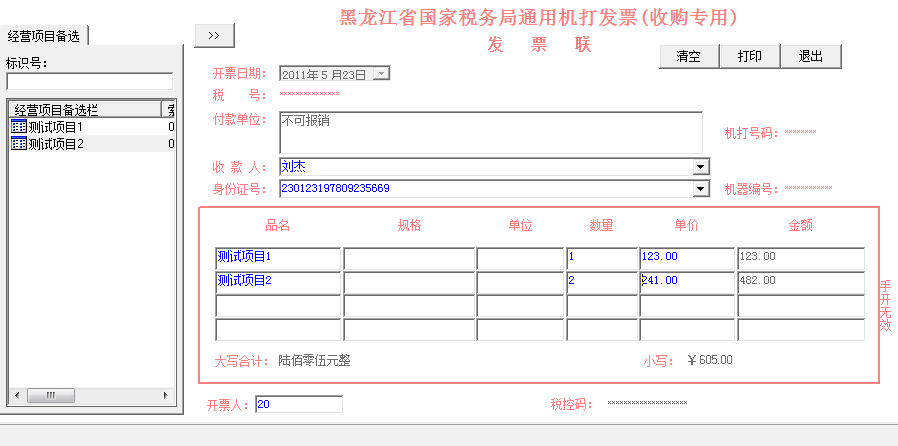 黑龙江省国家税务局通用机打发票(收购专用)
发 票 联
经营项目备选
>>
清空 打印 退出
标识号:
经营项目备选栏
测试项目1 0
测试项目2 0
开票日期: 2011年 5 月23日
税 号: ***************
付款单位: 不可报销
机打号码: ********
收 款 人: 刘杰
身份证号: 230123197809235669
机器编号: ************
品名 规格 单位 数量 单价 金额
测试项目1 1 123.00 123.00
测试项目2 2 241.00 482.00
手开无效
大写合计: 陆佰零伍元整 小写: ￥605.00
开票人: 20 税控码: ********************